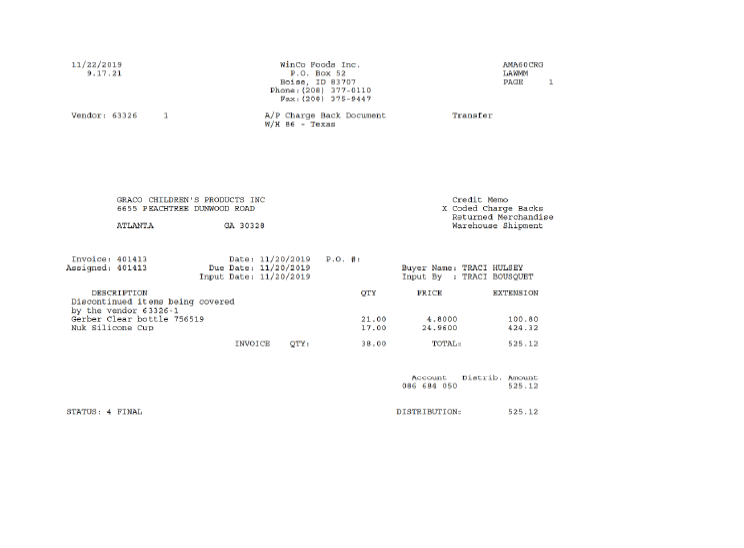 11/22/2019 WinCo Foods Inc. AMA60CRG
9.17.21 P.O. Box 52 LAWMM
Boise, ID 83707 PAGE 1
Phone:(208) 377-0110
Fax:(208) 375-9447
Vendor: 63326 1 A/P Charge Back Document Transfer
W/H 86 - Texas
GRACO CHILDREN'S PRODUCTS INC Credit Memo
6655 PEACHTREE DUNWOOD ROAD X Coded Charge Backs
Returned Merchandise
ATLANTA GA 30328 Warehouse Shipment
Invoice: 401413 Date: 11/20/2019 P.O. #:
Assigned: 401413 Due Date: 11/20/2019 Buyer Name: TRACI HULSEY
Input Date: 11/20/2019 Input By : TRACI BOUSQUET
DESCRIPTION QTY PRICE EXTENSION
Discontinued items being covered
by the vendor 63326-1
Gerber Clear bottle 756519 21.00 4.8000 100.80
Nuk Silicone Cup 17.00 24.9600 424.32
INVOICE QTY: 38.00 TOTAL: 525.12
Account Distrib. Amount
086 684 050 525.12
STATUS: 4 FINAL DISTRIBUTION: 525.12